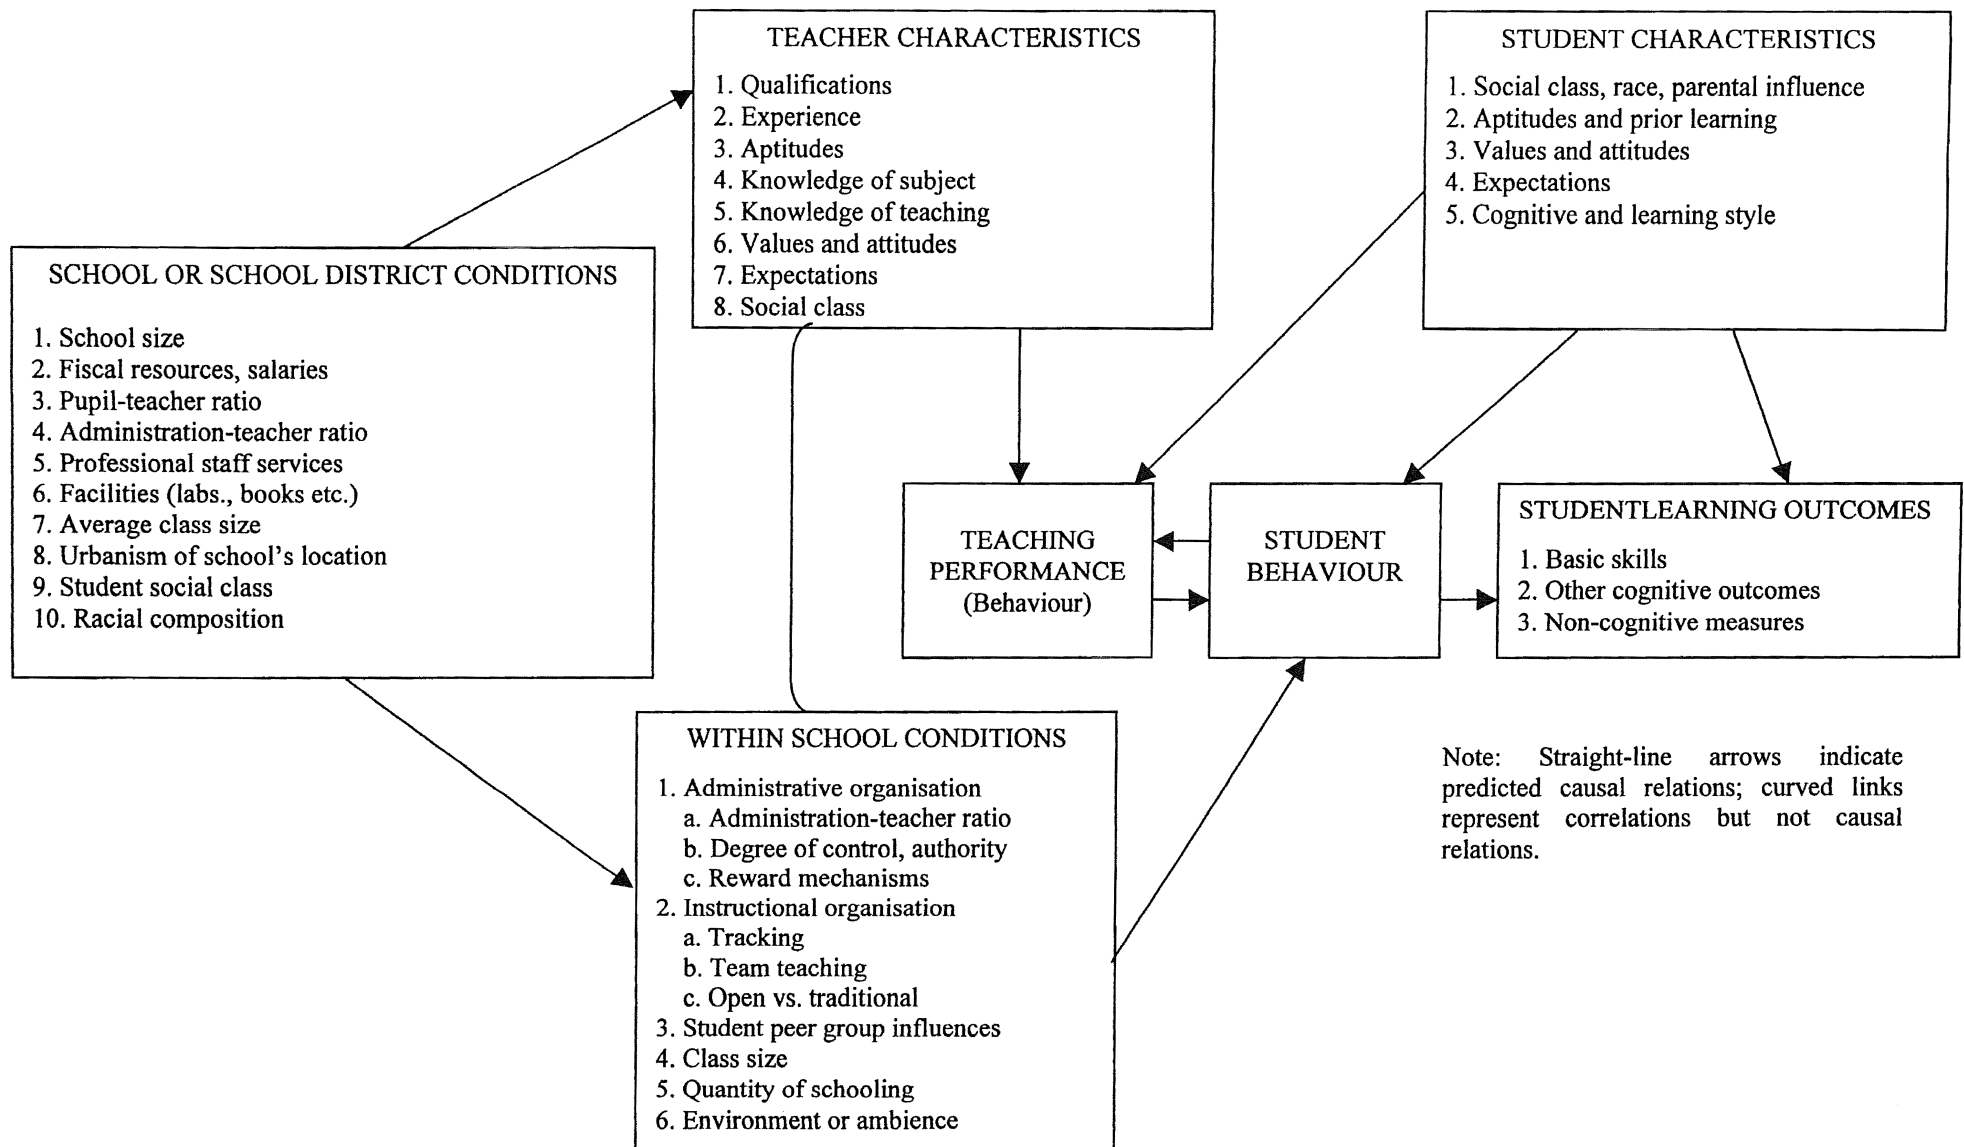 TEACHER CHARACTERISTICS
1. Qualifications
2. Experience
3. Aptitudes
4. Knowledge of subject
5. Knowledge of teaching
6. Values and attitudes
7. Expectations
8. Social class
STUDENT CHARACTERISTICS
1. Social class, race, parental influence
2. Aptitudes and prior learning
3. Values and attitudes
4. Expectations
5. Cognitive and learning style
SCHOOL OR SCHOOL DISTRICT CONDITIONS
1. School size
2. Fiscal resources, salaries
3. Pupil-teacher ratio
4. Administration-teacher ratio
5. Professional staff services
6. Facilities (labs., books etc.)
7. Average class size
8. Urbanism of school's location
9. Student social class
10. Racial composition
TEACHING
PERFORMANCE
(Behaviour)
STUDENT
BEHAVIOUR
STUDENTLEARNING OUTCOMES
1. Basic skills
2. Other cognitive outcomes
3. Non-cognitive measures
WITHIN SCHOOL CONDITIONS
1. Administrative organisation
a. Administration-teacher ratio
b. Degree of control, authority
c. Reward mechanisms
2. Instructional organisation
a. Tracking
b. Team teaching
c. Open vs. traditional
3. Student peer group influences
4. Class size
5. Quantity of schooling
6. Environment or ambience
Note: Straight-line arrows indicate
predicted causal relations; curved links
represent correlations but not causal
relations.